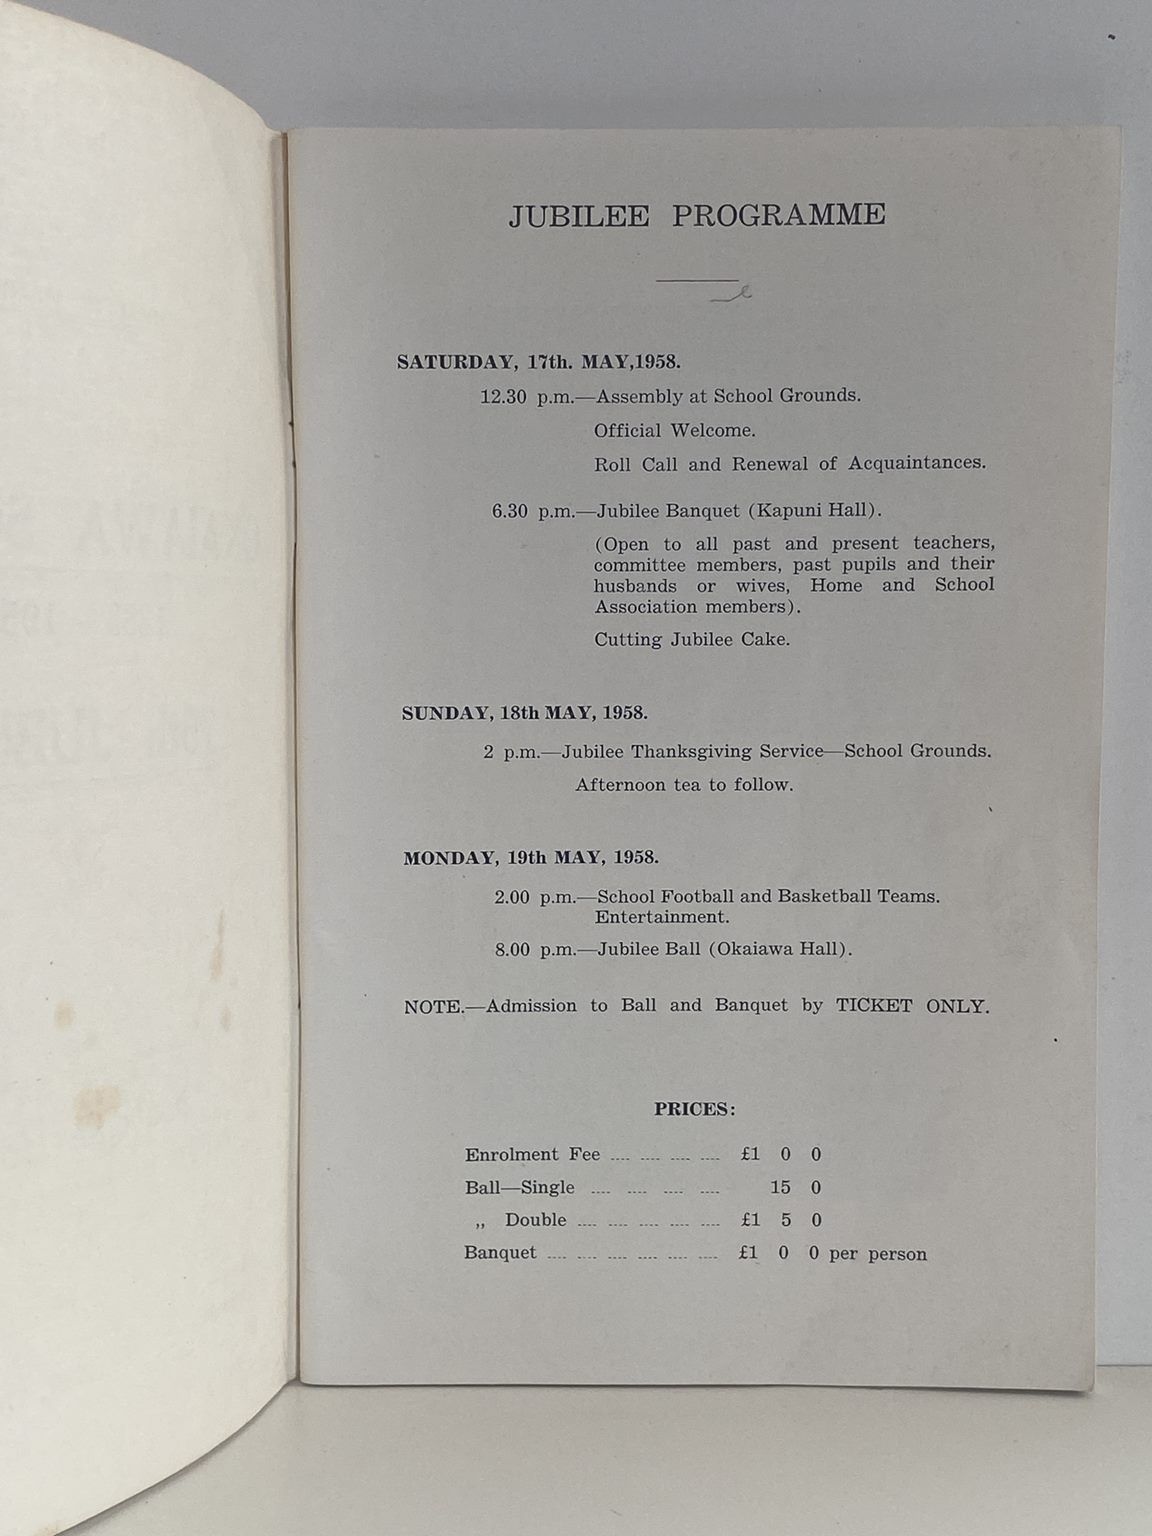 JUBILEE PROGRAMME
SATURDAY, 17th. MAY,1958.
12.30 p.m.—Assembly at School Grounds.
Official Welcome.
Roll Call and Renewal of Acquaintances.
6.30 p.m.—Jubilee Banquet (Kapuni Hall).
(Open to all past and present teachers,
committee members, past pupils and their
husbands or wives, Home and School
Association members).
Cutting Jubilee Cake.
SUNDAY, 18th MAY, 1958.
2 p.m.—Jubilee Thanksgiving Service—School Grounds.
Afternoon tea to follow.
MONDAY, 19th MAY, 1958.
2.00 p.m.—School Football and Basketball Teams.
Entertainment.
8.00 p.m.—Jubilee Ball (Okaiawa Hall).
NOTE.—Admission to Ball and Banquet by TICKET ONLY.
PRICES:
Enrolment Fee .... .... .... .... £1 0 0
Ball—Single .... .... .... .... 15 0
„ Double .... .... .... .... .... £1 5 0
Banquet .... .... .... .... .... .... £1 0 0 per person